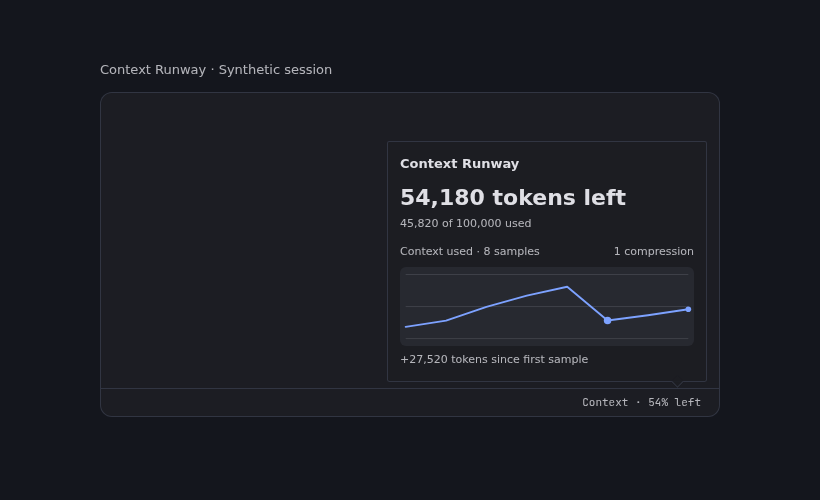 Context Runway · Synthetic session
Context Runway
54,180 tokens left
45,820 of 100,000 used
Context used · 8 samples 1 compression
+27,520 tokens since first sample
Context · 54% left